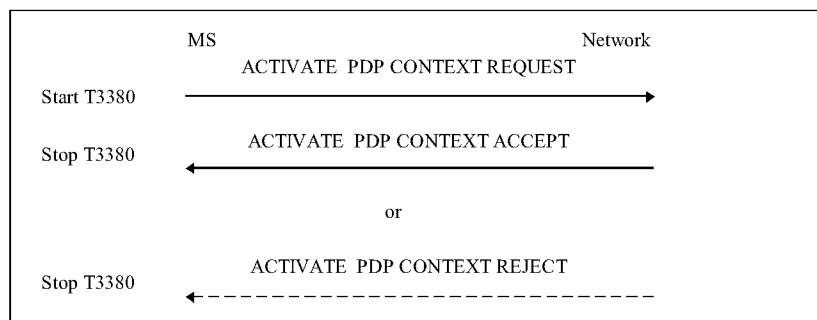 MS Network
ACTIVATE PDP CONTEXT REQUEST
Start T3380
ACTIVATE PDP CONTEXT ACCEPT
Stop T3380
or
ACTIVATE PDP CONTEXT REJECT
Stop T3380